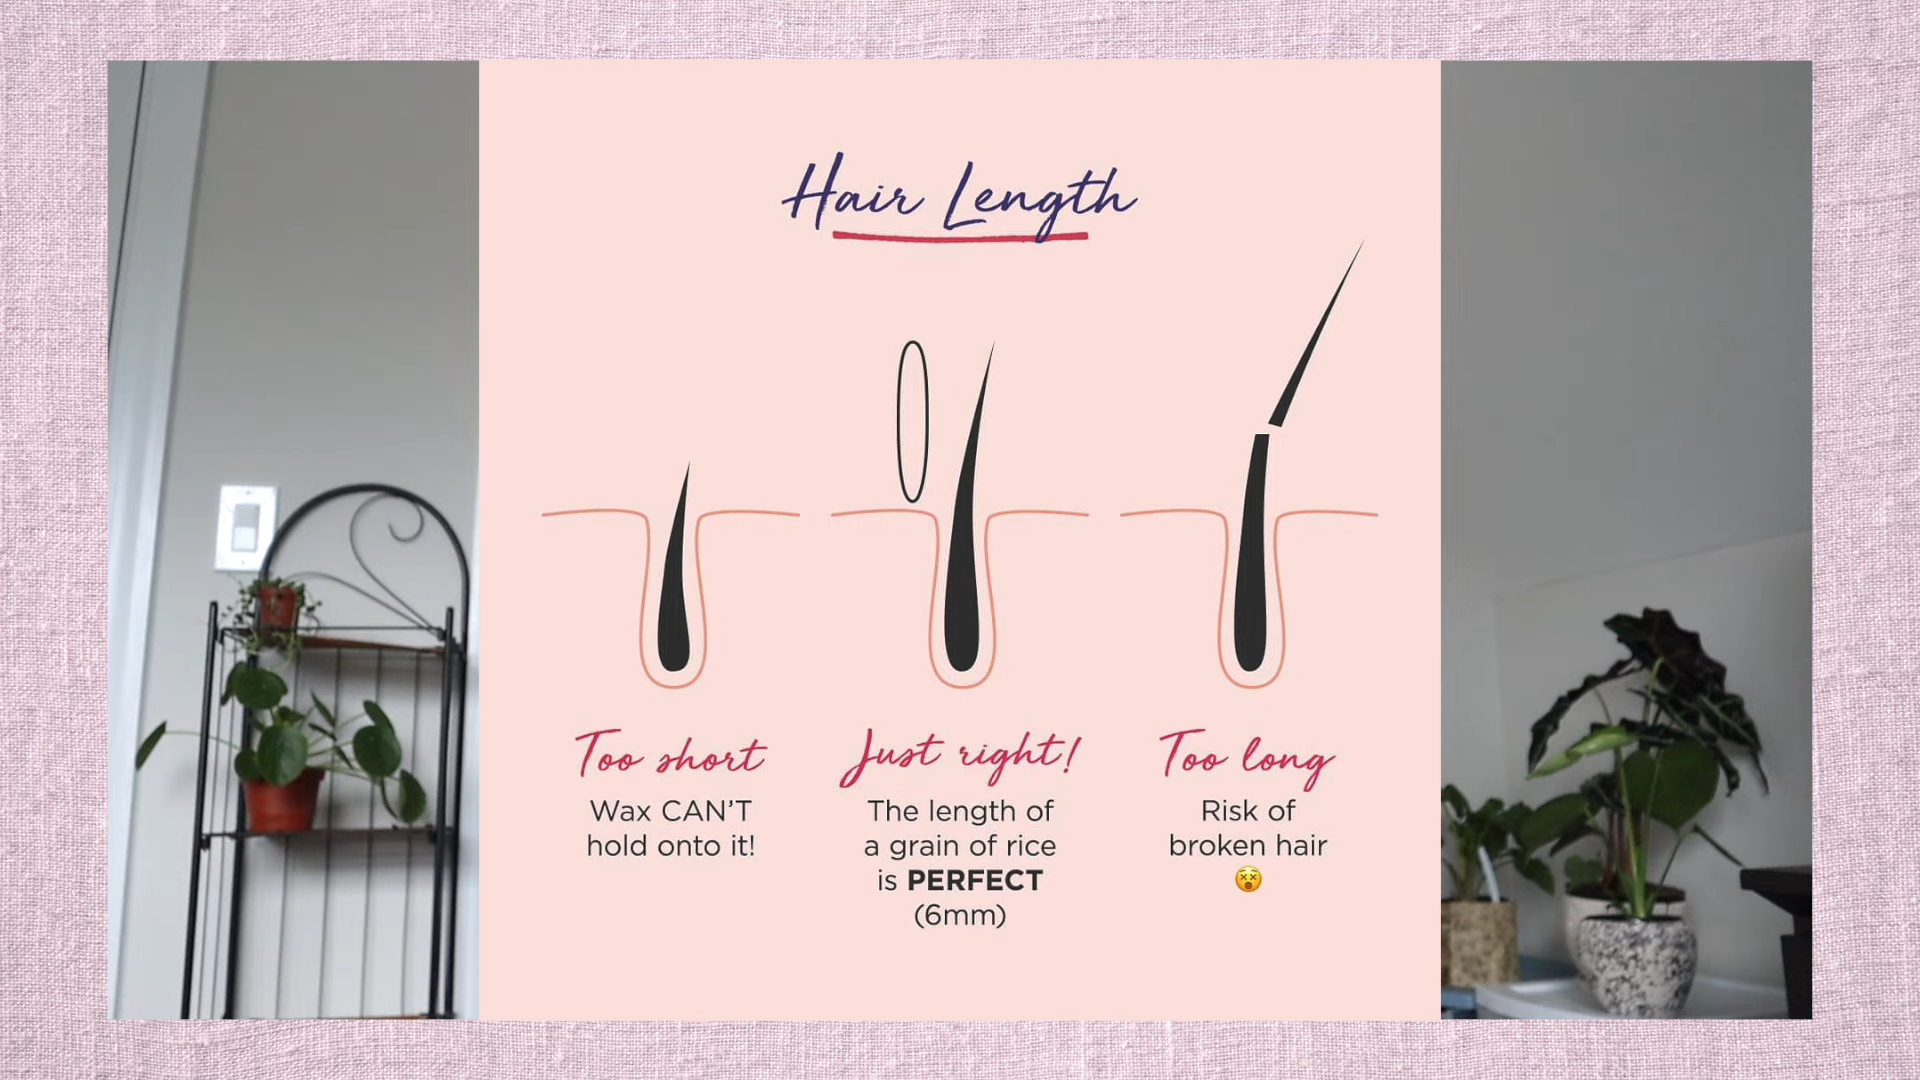 Hair Length
Too short
Wax CAN’T
hold onto it!
Just right!
The length of
a grain of rice
is PERFECT
(6mm)
Too long
Risk of
broken hair
😵